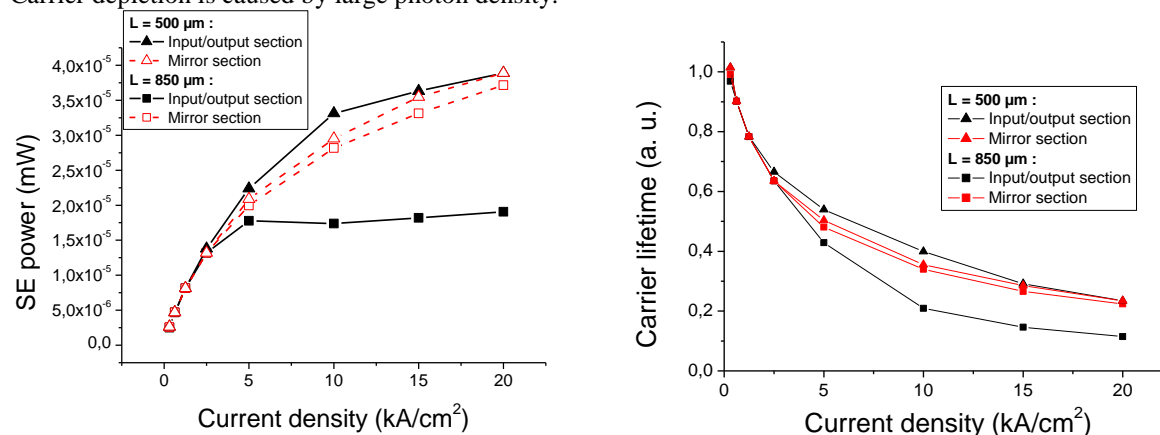 Carrier depletion is caused by large photon density.
L = 500 µm :
Input/output section
Mirror section
L = 850 µm :
Input/output section
Mirror section
4,0x10⁻⁵
3,5x10⁻⁵
3,0x10⁻⁵
2,5x10⁻⁵
2,0x10⁻⁵
1,5x10⁻⁵
1,0x10⁻⁵
5,0x10⁻⁶
0,0
SE power (mW)
0 5 10 15 20
Current density (kA/cm²)
1,0
0,8
0,6
0,4
0,2
0,0
Carrier lifetime (a. u.)
L = 500 µm :
Input/output section
Mirror section
L = 850 µm :
Input/output section
Mirror section
0 5 10 15 20
Current density (kA/cm²)